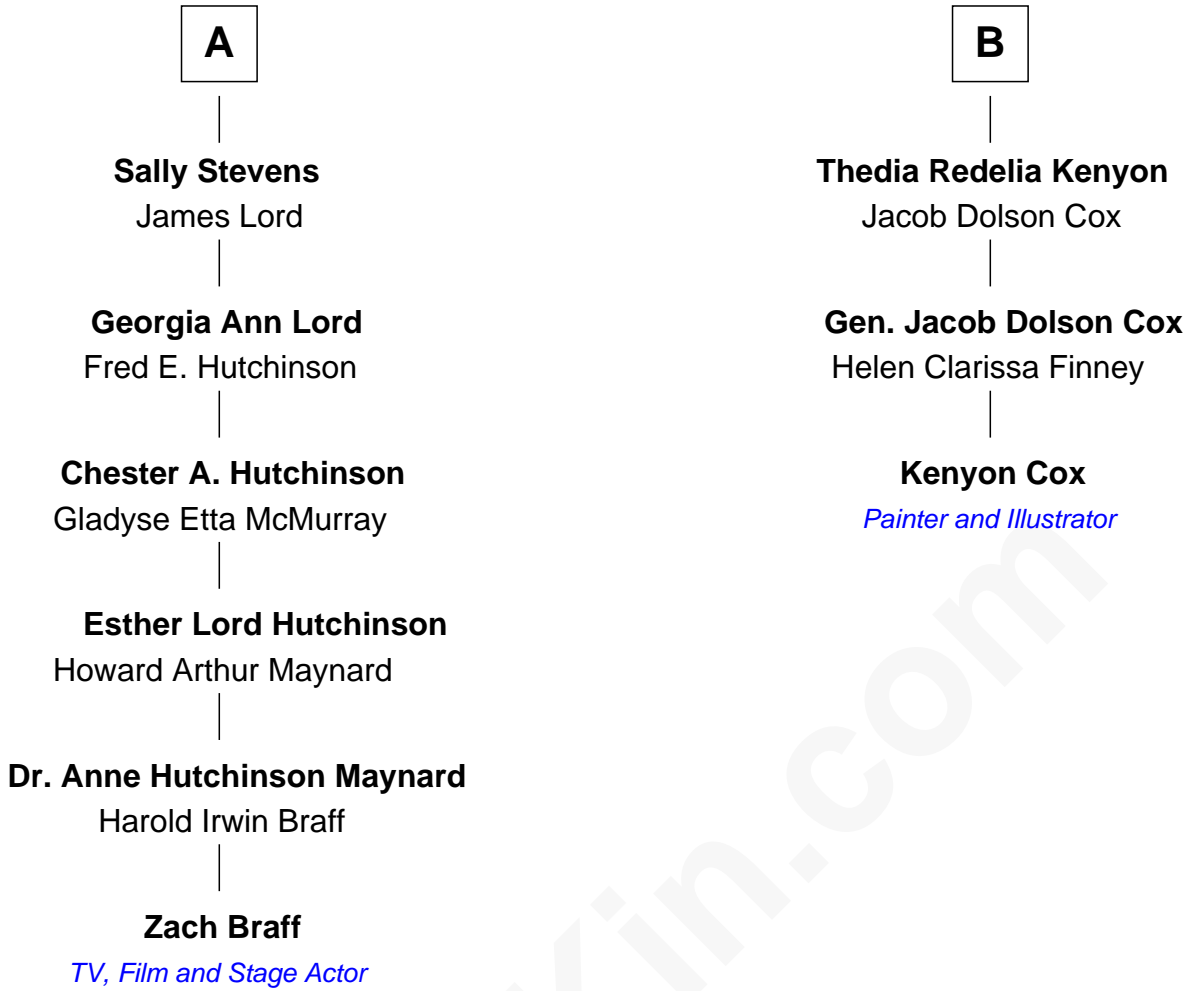 A
Sally Stevens
James Lord
Georgia Ann Lord
Fred E. Hutchinson
Chester A. Hutchinson
Gladyse Etta McMurray
Esther Lord Hutchinson
Howard Arthur Maynard
Dr. Anne Hutchinson Maynard
Harold Irwin Braff
Zach Braff
TV, Film and Stage Actor
B
Thedia Redelia Kenyon
Jacob Dolson Cox
Gen. Jacob Dolson Cox
Helen Clarissa Finney
Kenyon Cox
Painter and Illustrator
Kin.com